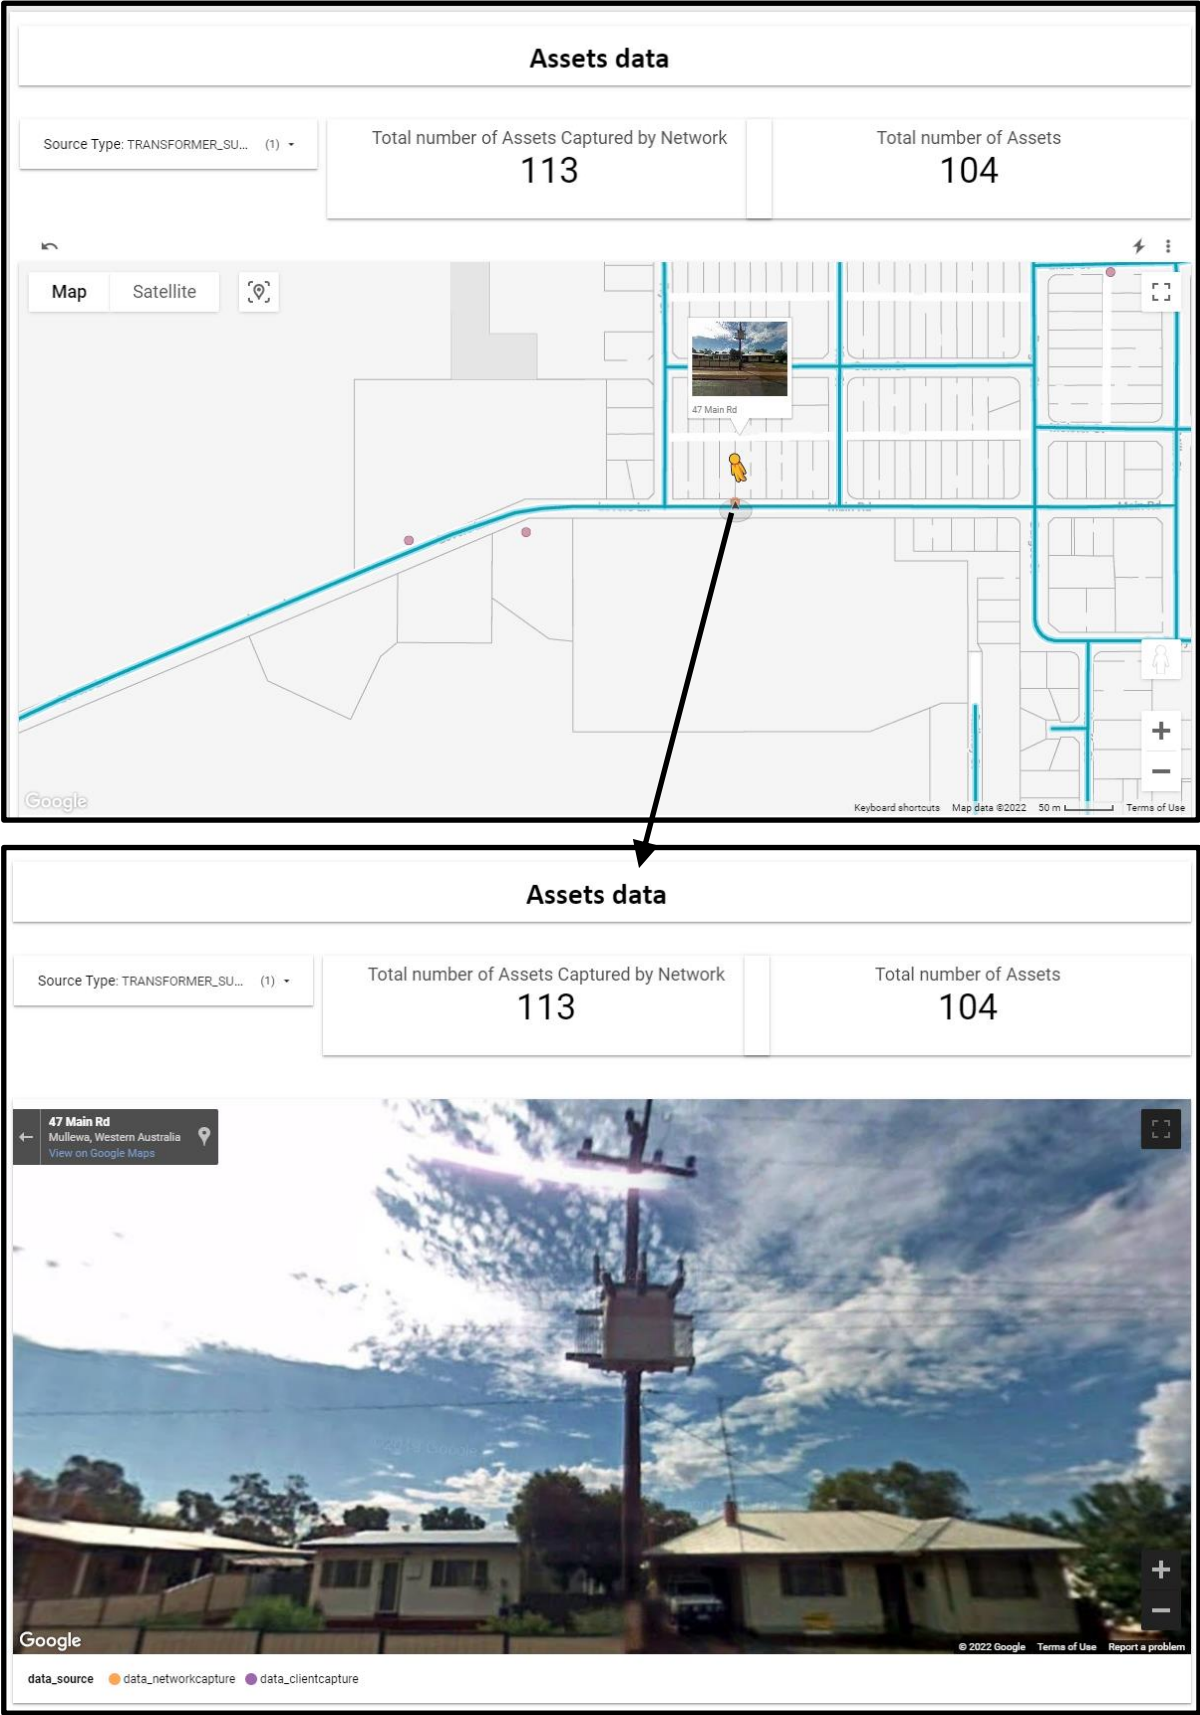 Assets data
Source Type: TRANSFORMER_SU... (1)
Total number of Assets Captured by Network
113
Total number of Assets
104
Map
Satellite
47 Main Rd
Main Rd
Main Rd
Google
Keyboard shortcuts
Map data ©2022
50 m
Terms of Use
Assets data
Source Type: TRANSFORMER_SU... (1)
Total number of Assets Captured by Network
113
Total number of Assets
104
47 Main Rd
Mullewa, Western Australia
View on Google Maps
Google
© 2022 Google
Terms of Use
Report a problem
data_source
data_networkcapture
data_clientcapture